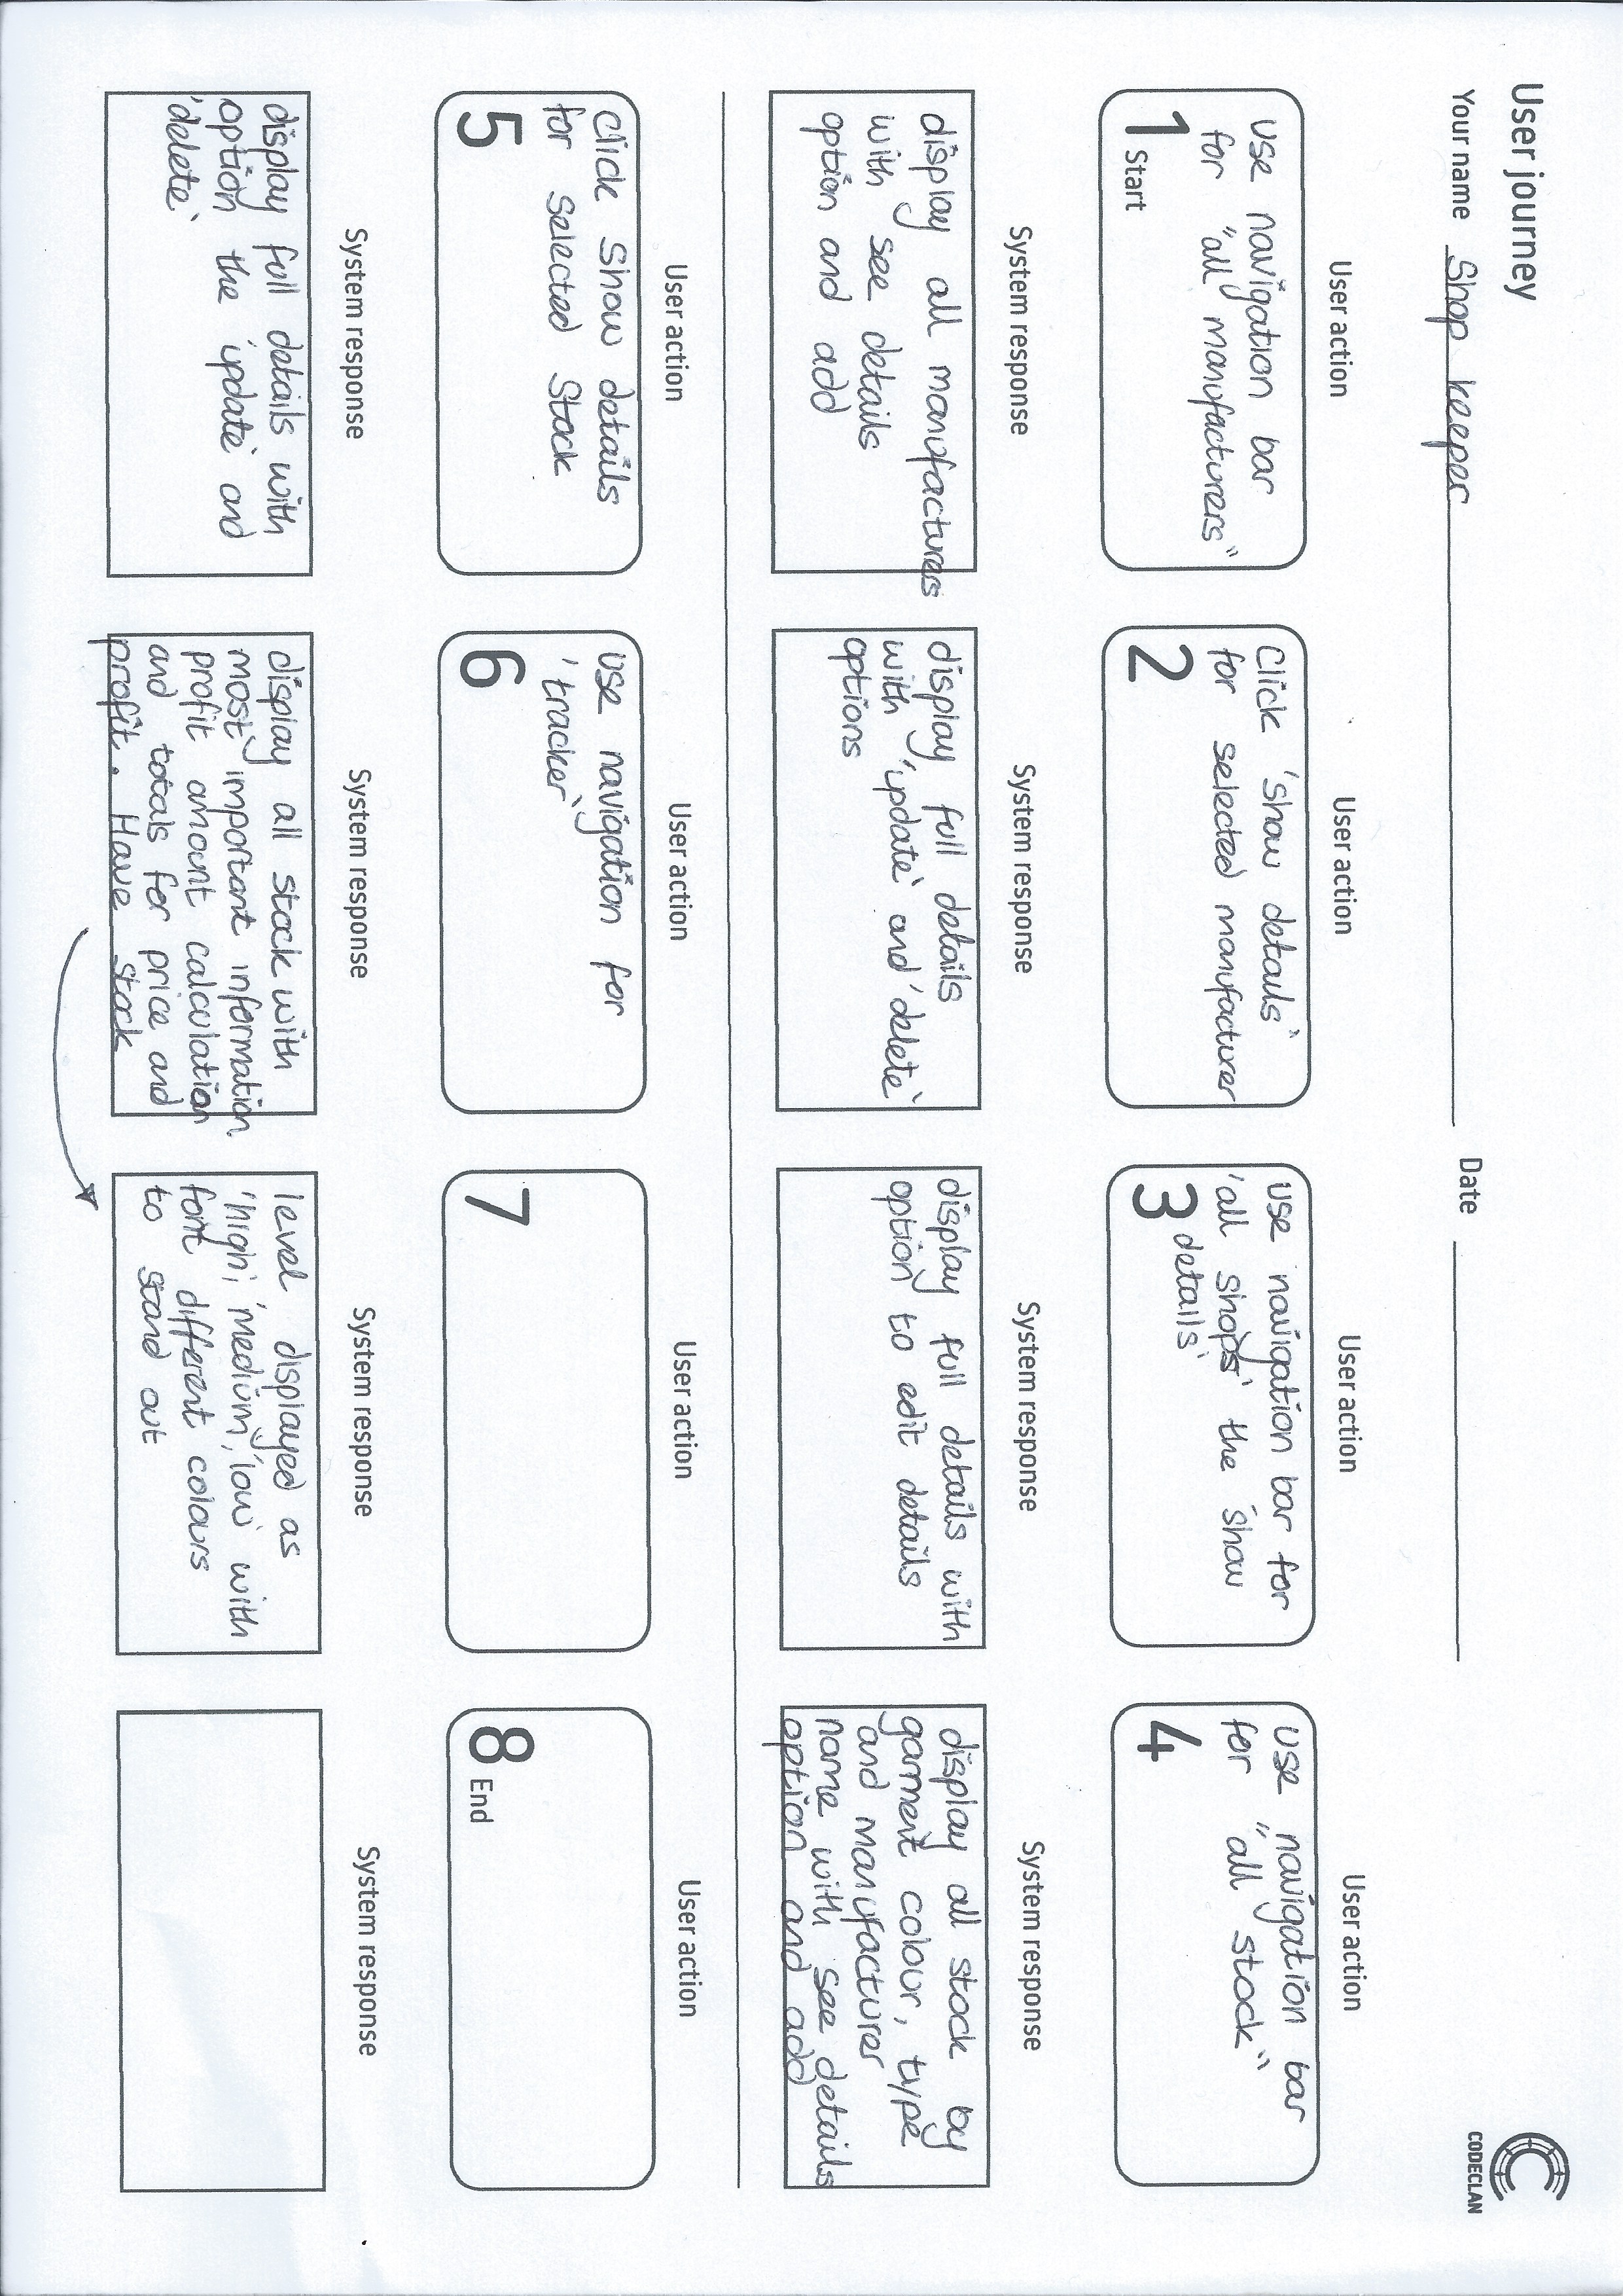 User journey
Your name Shop keeper
Date
CODECLAN
User action
use navigation bar
for "all manufacturers"
1 Start
User action
Click 'show details'
for selected manufacturer
2
User action
use navigation bar for
'all shops' the 'show
3 details'
User action
use navigation bar
for "all stock"
4
System response
display all manufactures
with see details
option and add
System response
display full details
with 'update' and 'delete'
options
System response
display full details with
option to edit details
System response
display all stock by
garment colour, type
and manufacturer
name with see details
option and add
User action
click show details
for selected Stock
5
User action
use navigation for
'tracker'
6
User action
7
User action
8 End
System response
display full details with
option the 'update' and
'delete'
System response
display all stock with
most important information
profit amount calculation
and totals for price and
profit. Have stock
System response
level displayed as
'high', 'medium', 'low' with
font different colours
to stand out
System response